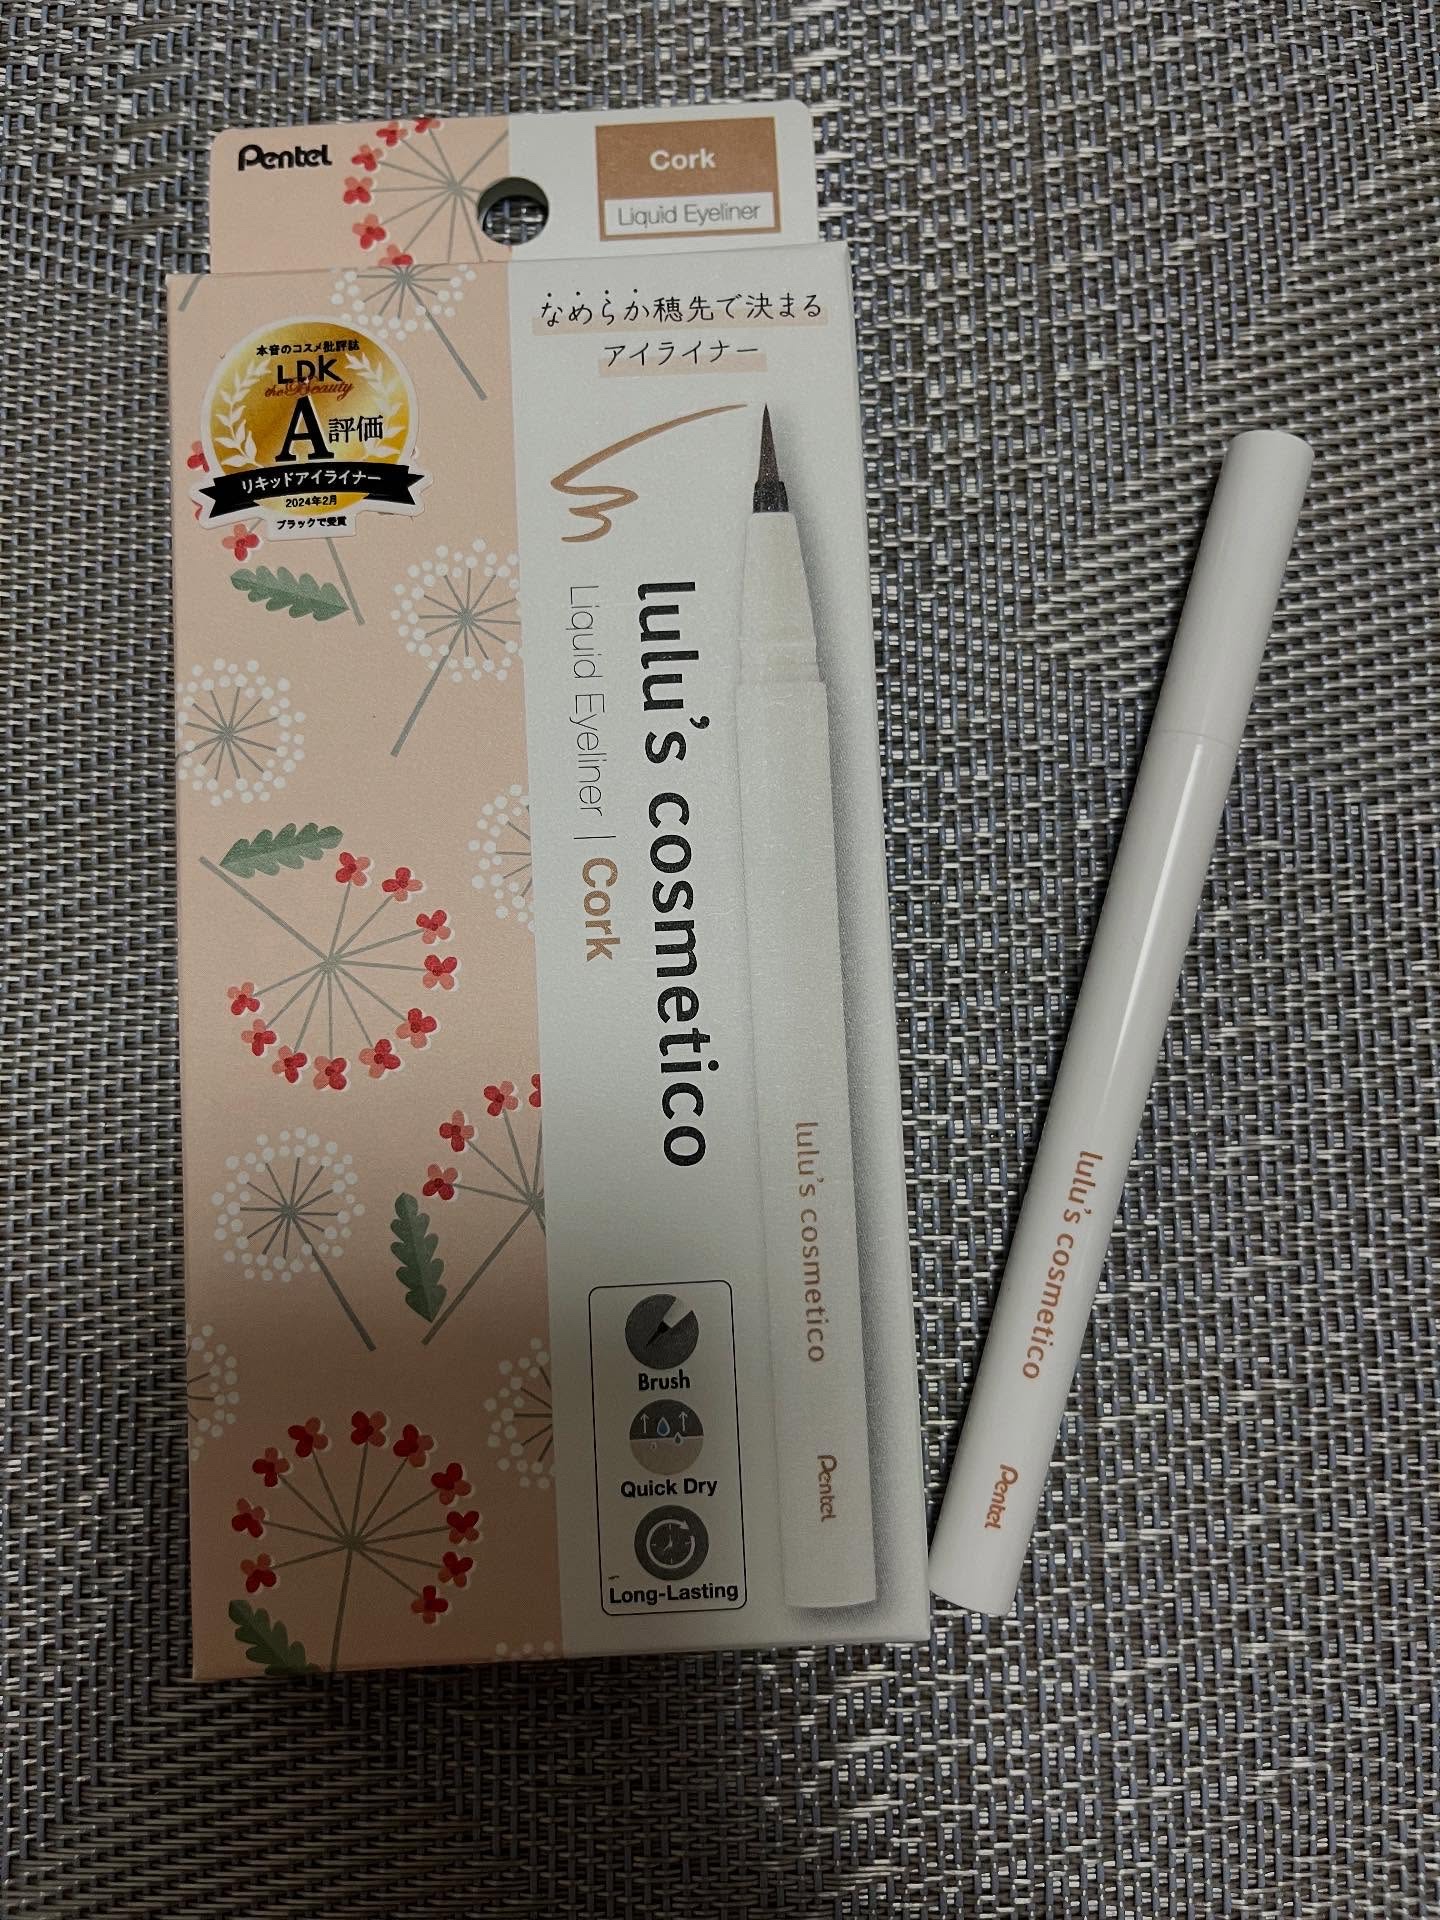 Pentel
Cork
Liquid Eyeliner
なめらか穂先で決まる
アイライナー
本音のコスメ批評誌
LDK
the Beauty
A評価
リキッドアイライナー
2024年2月
ブラックで受賞
lulu's cosmetico
Liquid Eyeliner | Cork
lulu's cosmetico
Pentel
Brush
Quick Dry
Long-Lasting
lulu's cosmetico
Pentel